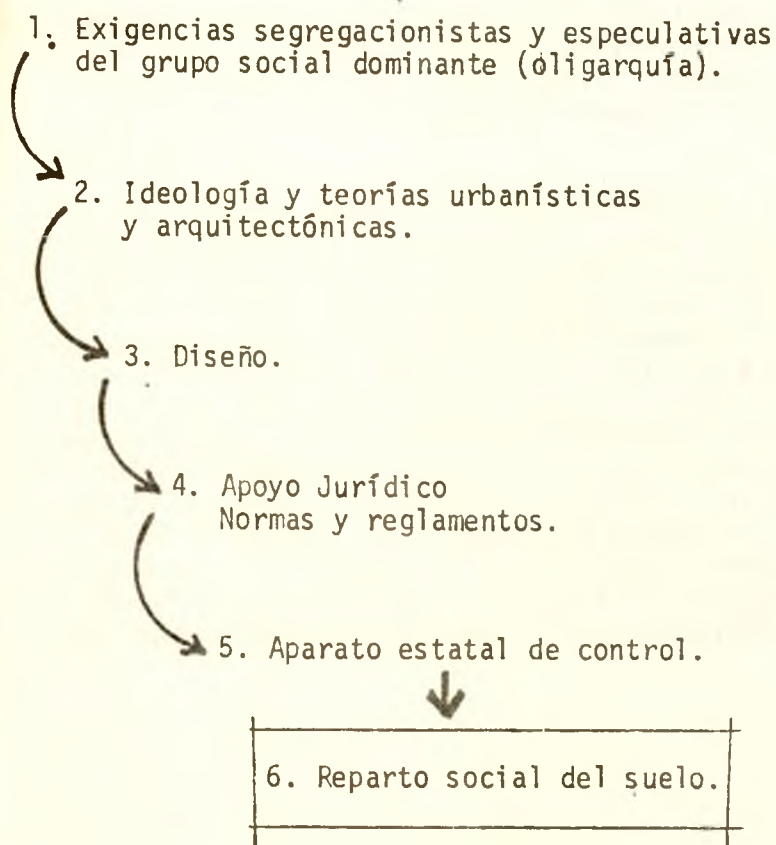 1. Exigencias segregacionistas y especulativas
del grupo social dominante (óligarquía).
2. Ideología y teorías urbanísticas
y arquitectónicas.
3. Diseño.
4. Apoyo Jurídico
Normas y reglamentos.
5. Aparato estatal de control.
6. Reparto social del suelo.